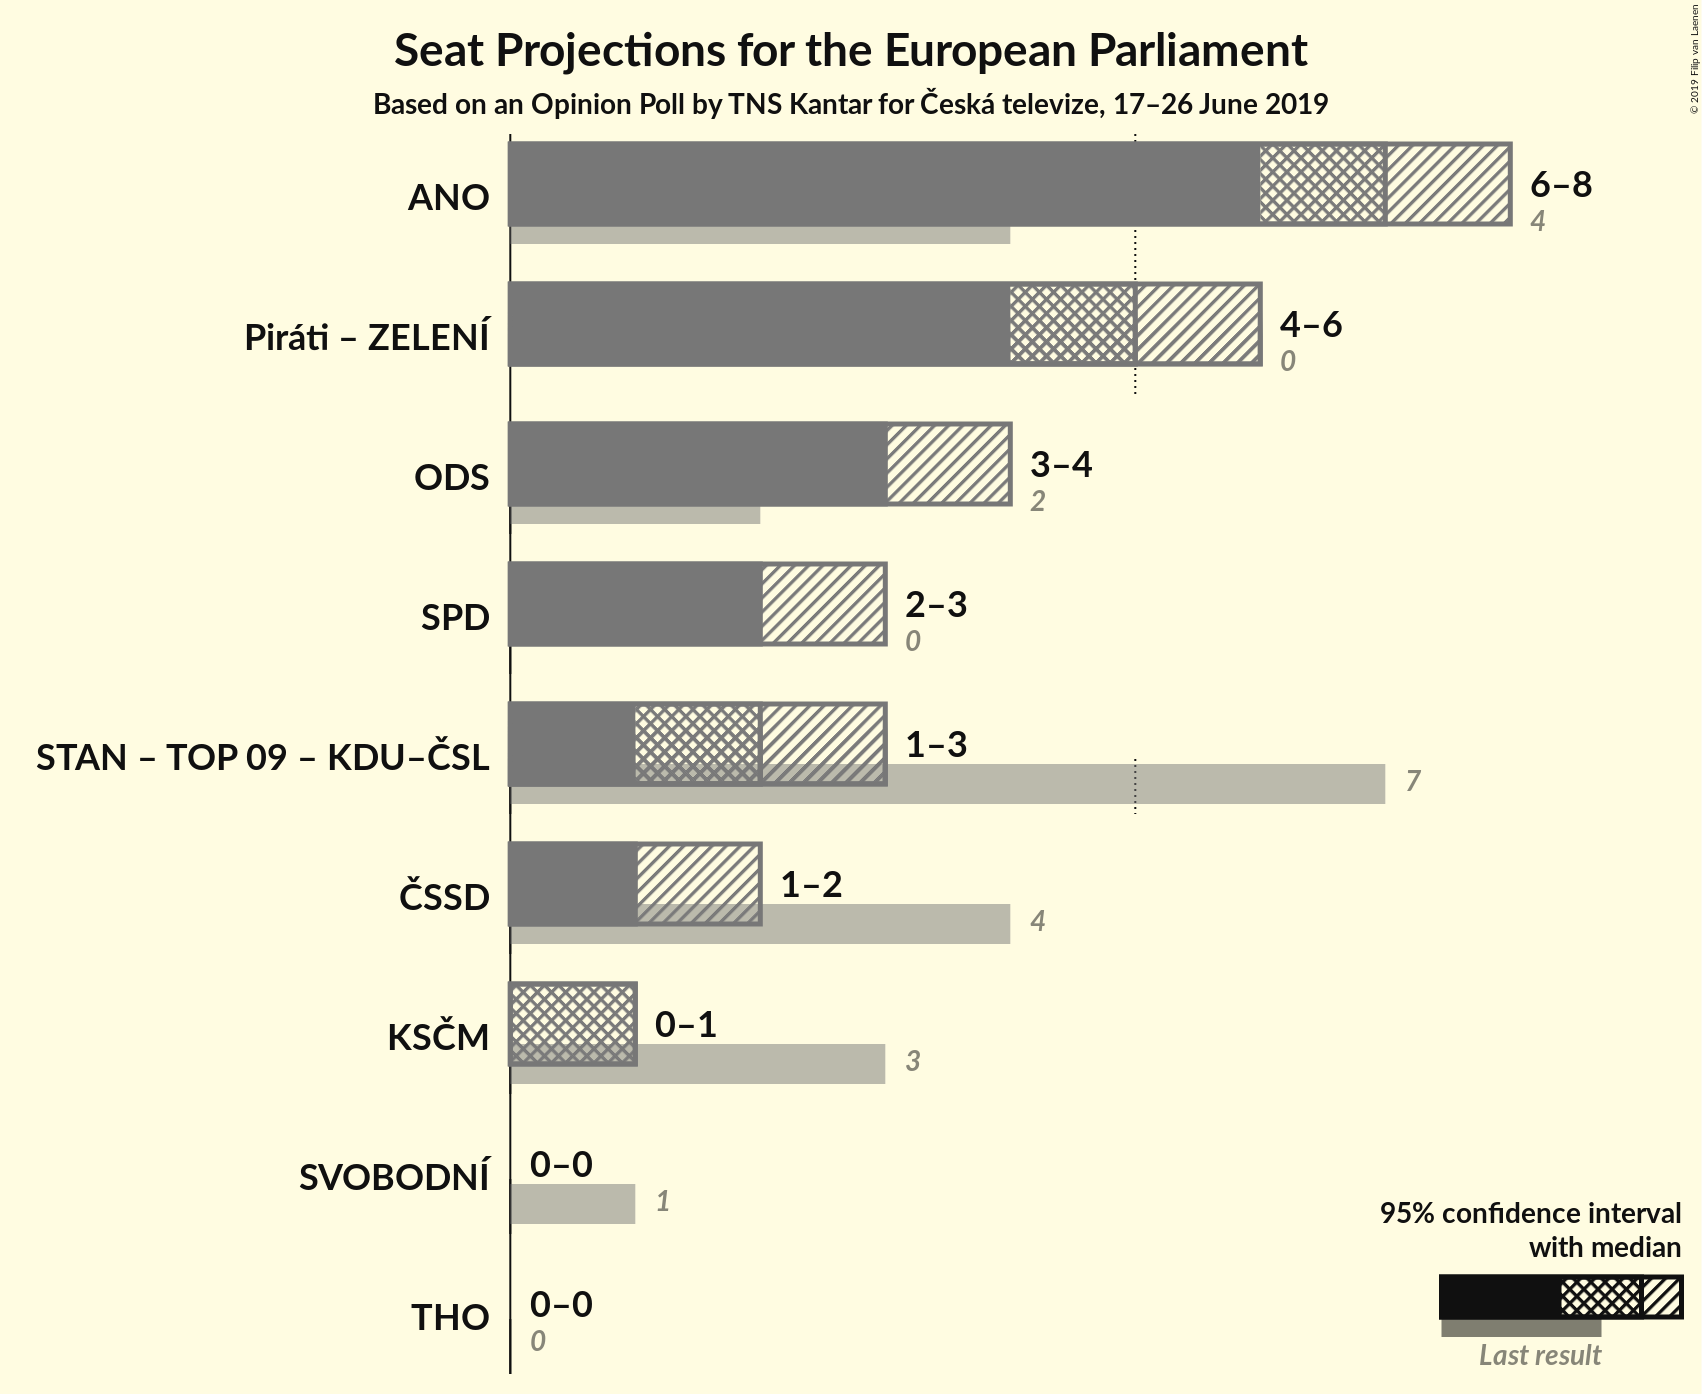 Seat Projections for the European Parliament
Based on an Opinion Poll by TNS Kantar for Česká televize, 17–26 June 2019
© 2019 Filip van Laenen
ANO
6–8
4
Piráti – ZELENÍ
4–6
0
ODS
3–4
2
SPD
2–3
0
STAN – TOP 09 – KDU–ČSL
1–3
7
ČSSD
1–2
4
KSČM
0–1
3
SVOBODNÍ
0–0
1
THO
0–0
0
95% confidence interval
with median
Last result